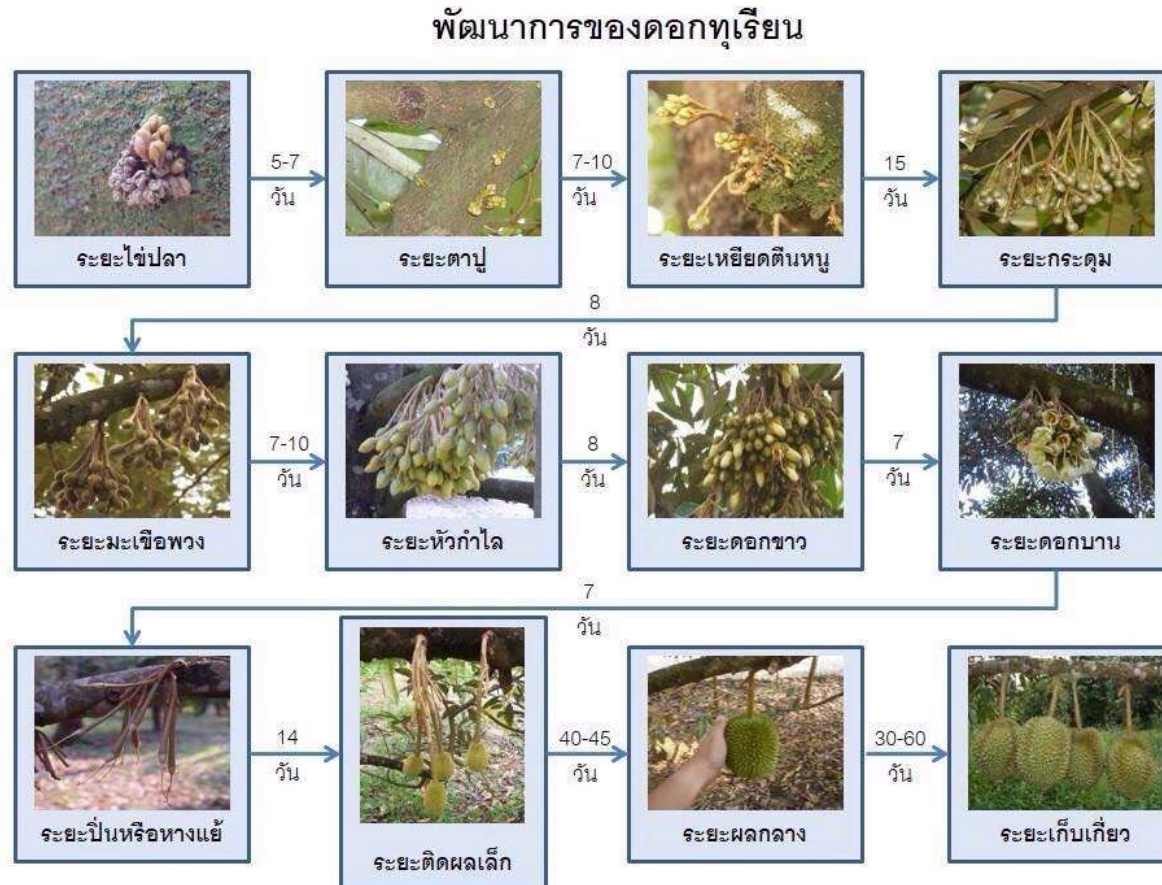 พัฒนาการของดอกทุเรียน
ระยะไข่ปลา
5-7
วัน
ระยะตาปู
7-10
วัน
ระยะเหยียดตีนหนู
15
วัน
ระยะกระดุม
8
วัน
ระยะมะเขือพวง
7-10
วัน
ระยะหัวกำไล
8
วัน
ระยะดอกขาว
7
วัน
ระยะดอกบาน
7
วัน
ระยะปิ่นหรือหางแย้
14
วัน
ระยะติดผลเล็ก
40-45
วัน
ระยะผลกลาง
30-60
วัน
ระยะเก็บเกี่ยว